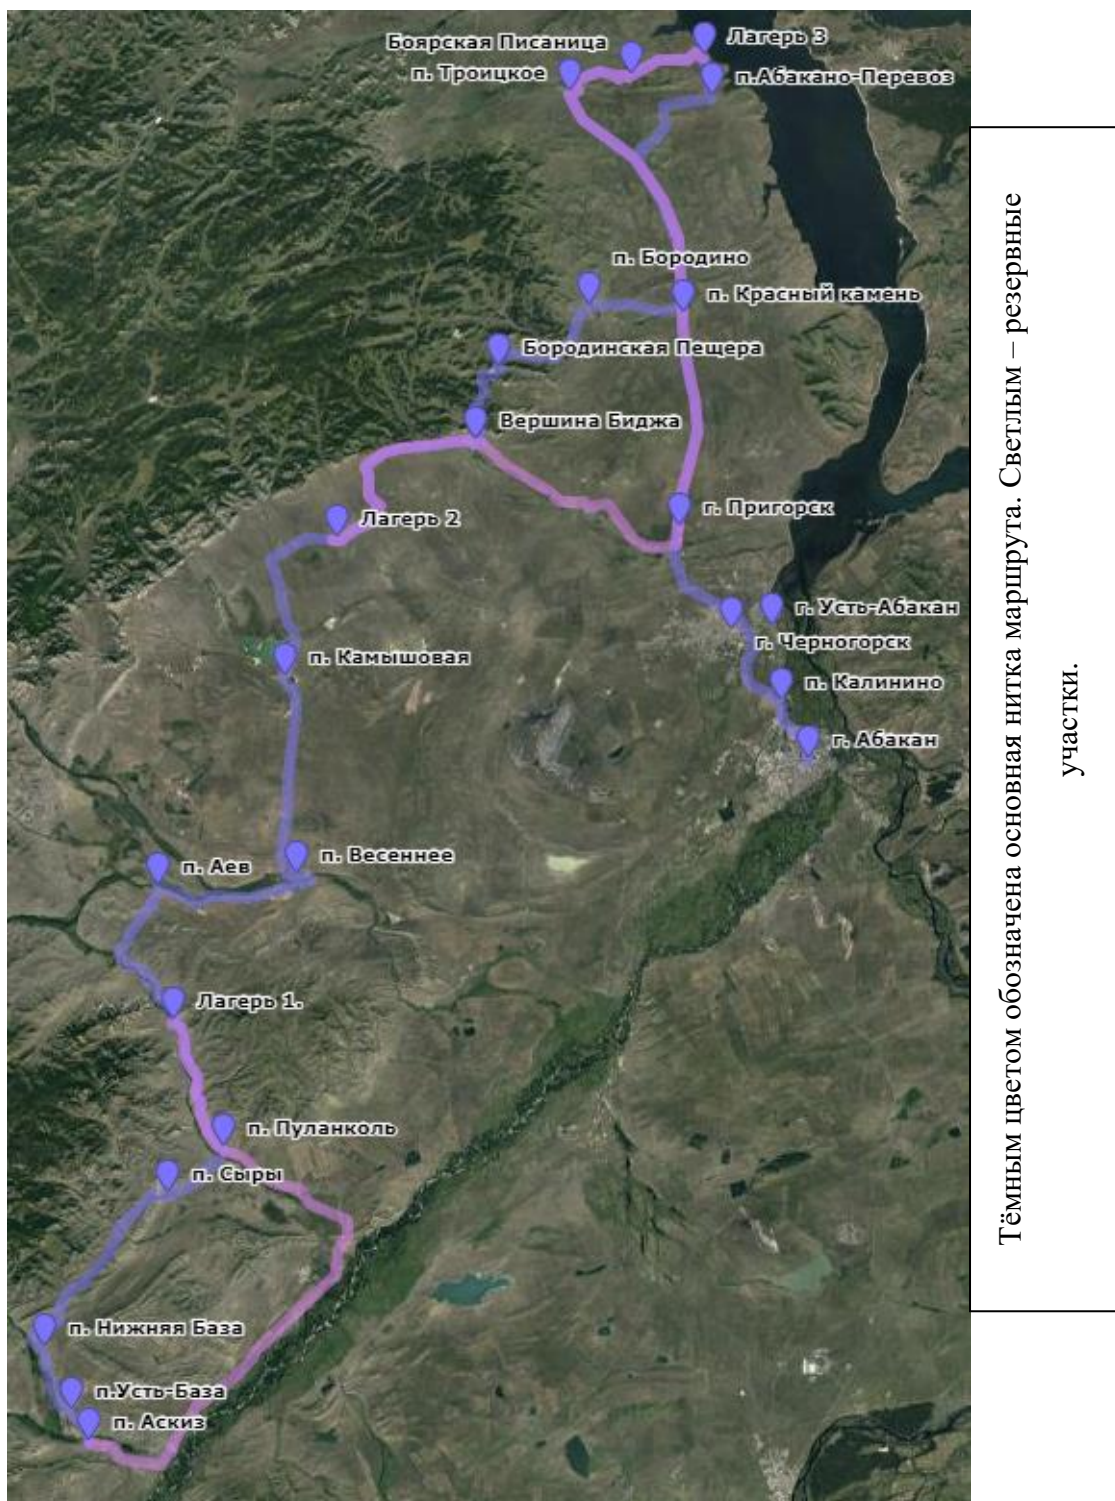 Боярская Писаница
Лагерь 3
п. Троицкое
п.Абакано-Перевоз
п. Бородино
п. Красный камень
Бородинская Пещера
Вершина Биджа
г. Пригорск
Лагерь 2
г. Усть-Абакан
г. Черногорск
п. Камышовая
п. Калинино
г. Абакан
п. Весеннее
п. Аев
Лагерь 1.
п. Пуланколь
п. Сыры
п. Нижняя База
п.Усть-База
п. Аскиз
Тёмным цветом обозначена основная нитка маршрута. Светлым – резервные
участки.